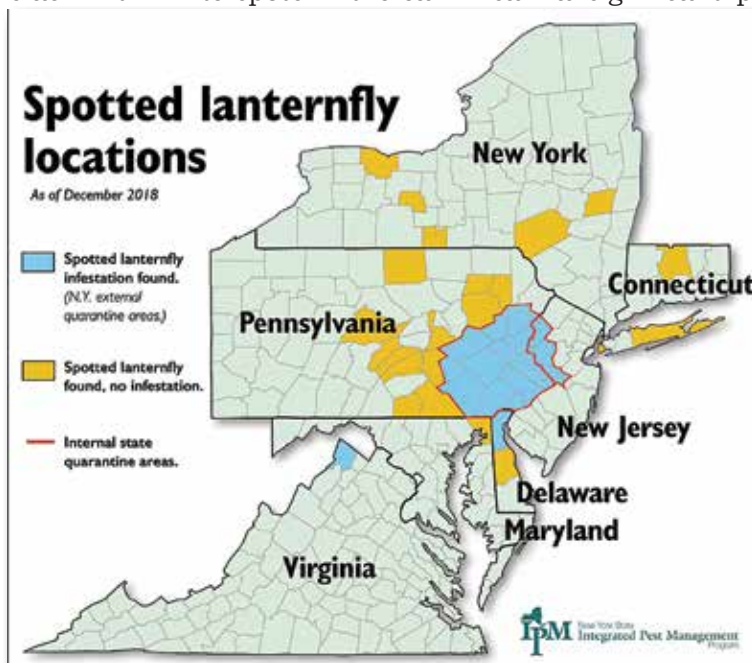 Spotted lanternfly
locations
As of December 2018
Spotted lanternfly
infestation found.
(N.Y. external
quarantine areas.)
Spotted lanternfly
found, no infestation.
Internal state
quarantine areas.
New York
Connecticut
Pennsylvania
New Jersey
Delaware
Maryland
Virginia
IPM
New York State
Integrated Pest Management
Program